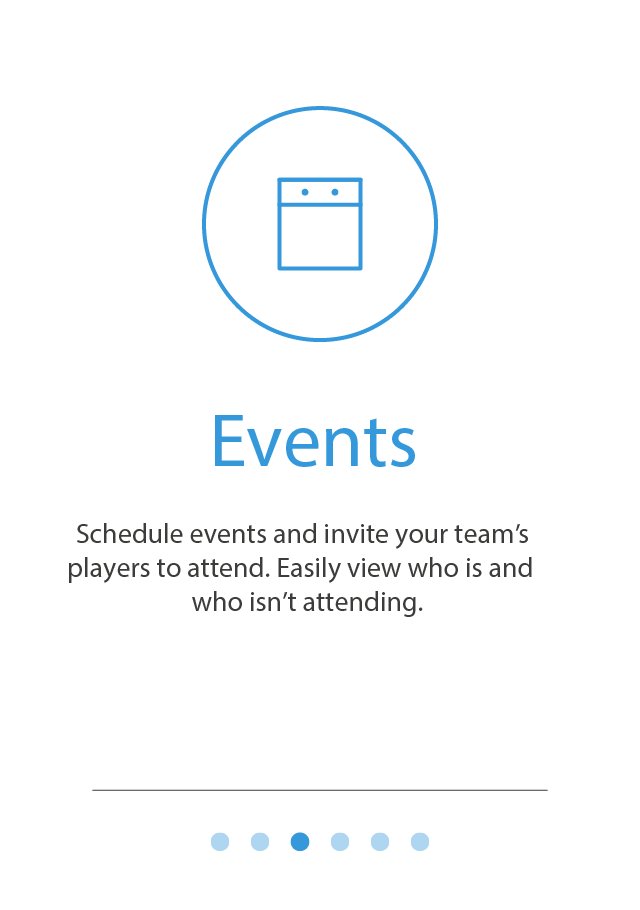 Events
Schedule events and invite your team’s
players to attend. Easily view who is and
who isn’t attending.